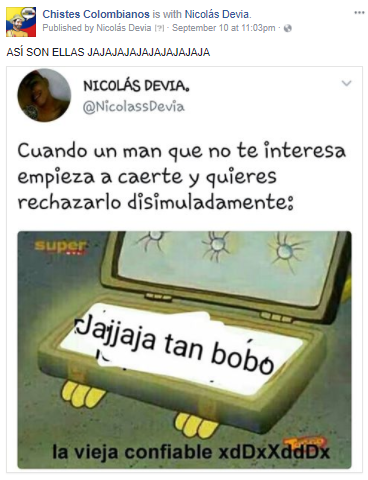 Chistes Colombianos is with Nicolás Devia.
Published by Nicolás Devia [?] · September 10 at 11:03pm ·
ASÍ SON ELLAS JAJAJAJAJAJAJAJAJAJA
NICOLÁS DEVIA.
@NicolassDevia
Cuando un man que no te interesa
empieza a caerte y quieres
rechazarlo disimuladamente:
super
Jajjaja tan bobo
la vieja confiable xdDxXddDx